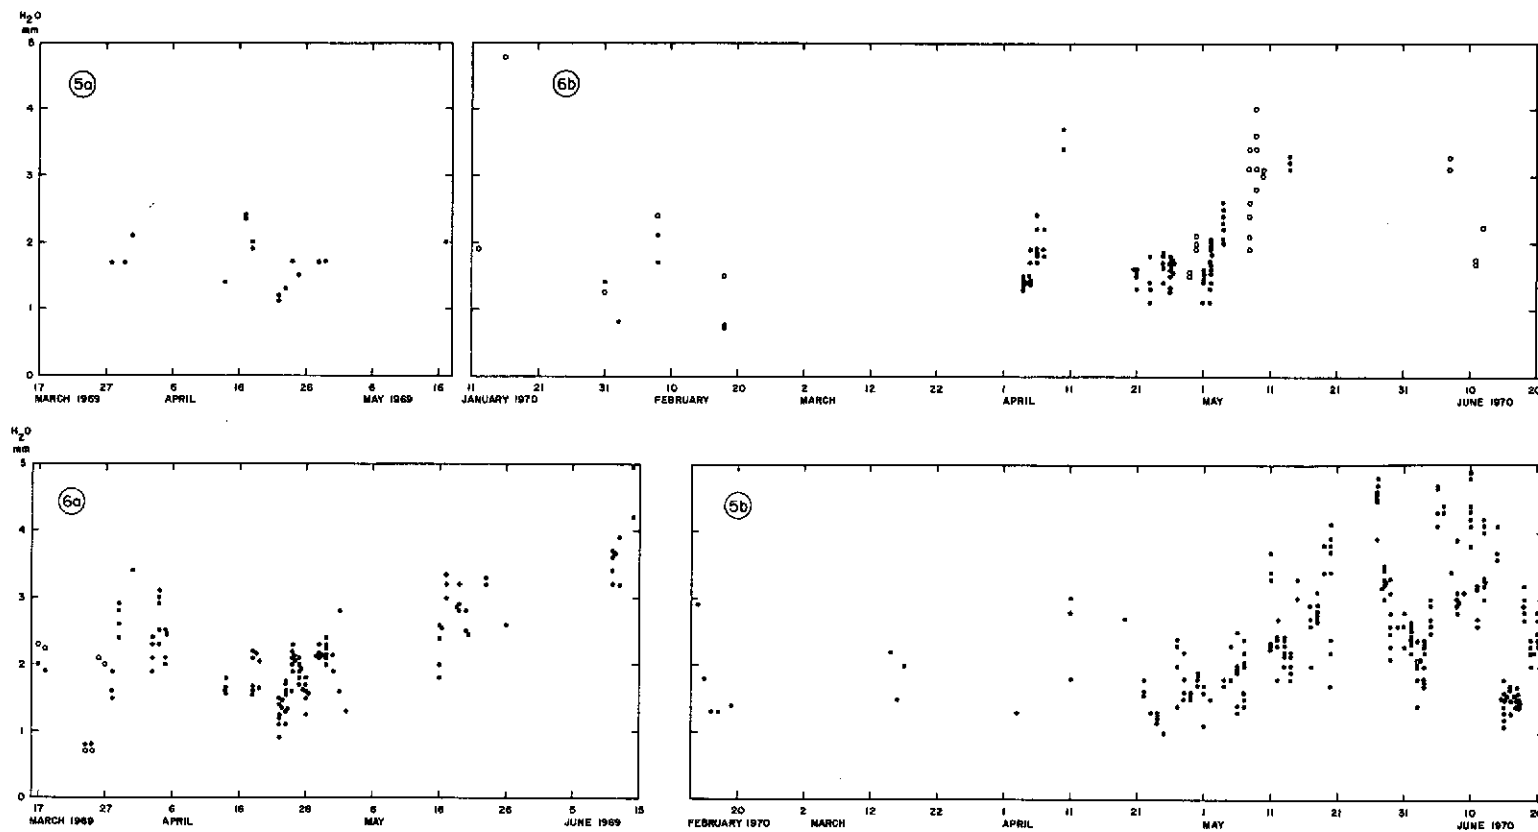 H₂O
mm
5
4
3
2
1
0
5a
6b
17 27 6 16 26 6 16
MARCH 1969 APRIL MAY 1969
11 21 31 10 20 2 12 22 1 11 21 1 11 21 31 10 20
JANUARY 1970 FEBRUARY MARCH APRIL MAY JUNE 1970
H₂O
mm
5
4
3
2
1
0
6a
5b
17 27 6 16 26 6 16 26 5 15
MARCH 1969 APRIL MAY JUNE 1969
20 2 12 22 1 11 21 1 11 21 31 10 20
FEBRUARY 1970 MARCH APRIL MAY JUNE 1970